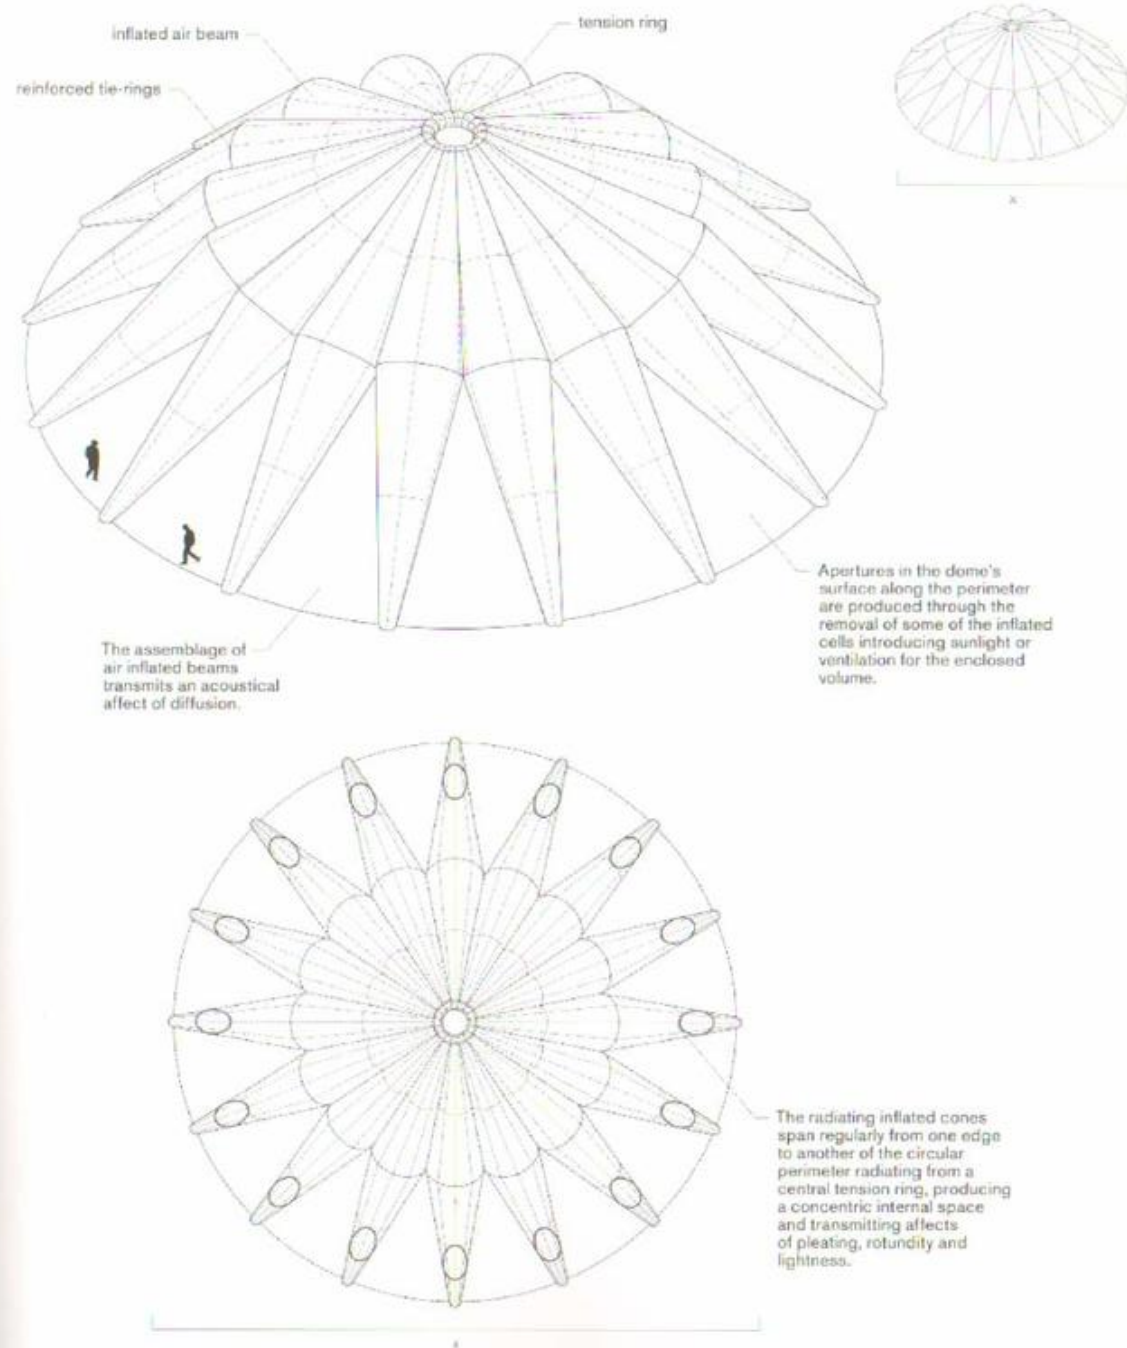 inflated air beam
tension ring
reinforced tie-rings
x
Apertures in the dome's
surface along the perimeter
are produced through the
removal of some of the inflated
cells introducing sunlight or
ventilation for the enclosed
volume.
The assemblage of
air inflated beams
transmits an acoustical
affect of diffusion.
The radiating inflated cones
span regularly from one edge
to another of the circular
perimeter radiating from a
central tension ring, producing
a concentric internal space
and transmitting affects
of pleating, rotundity and
lightness.